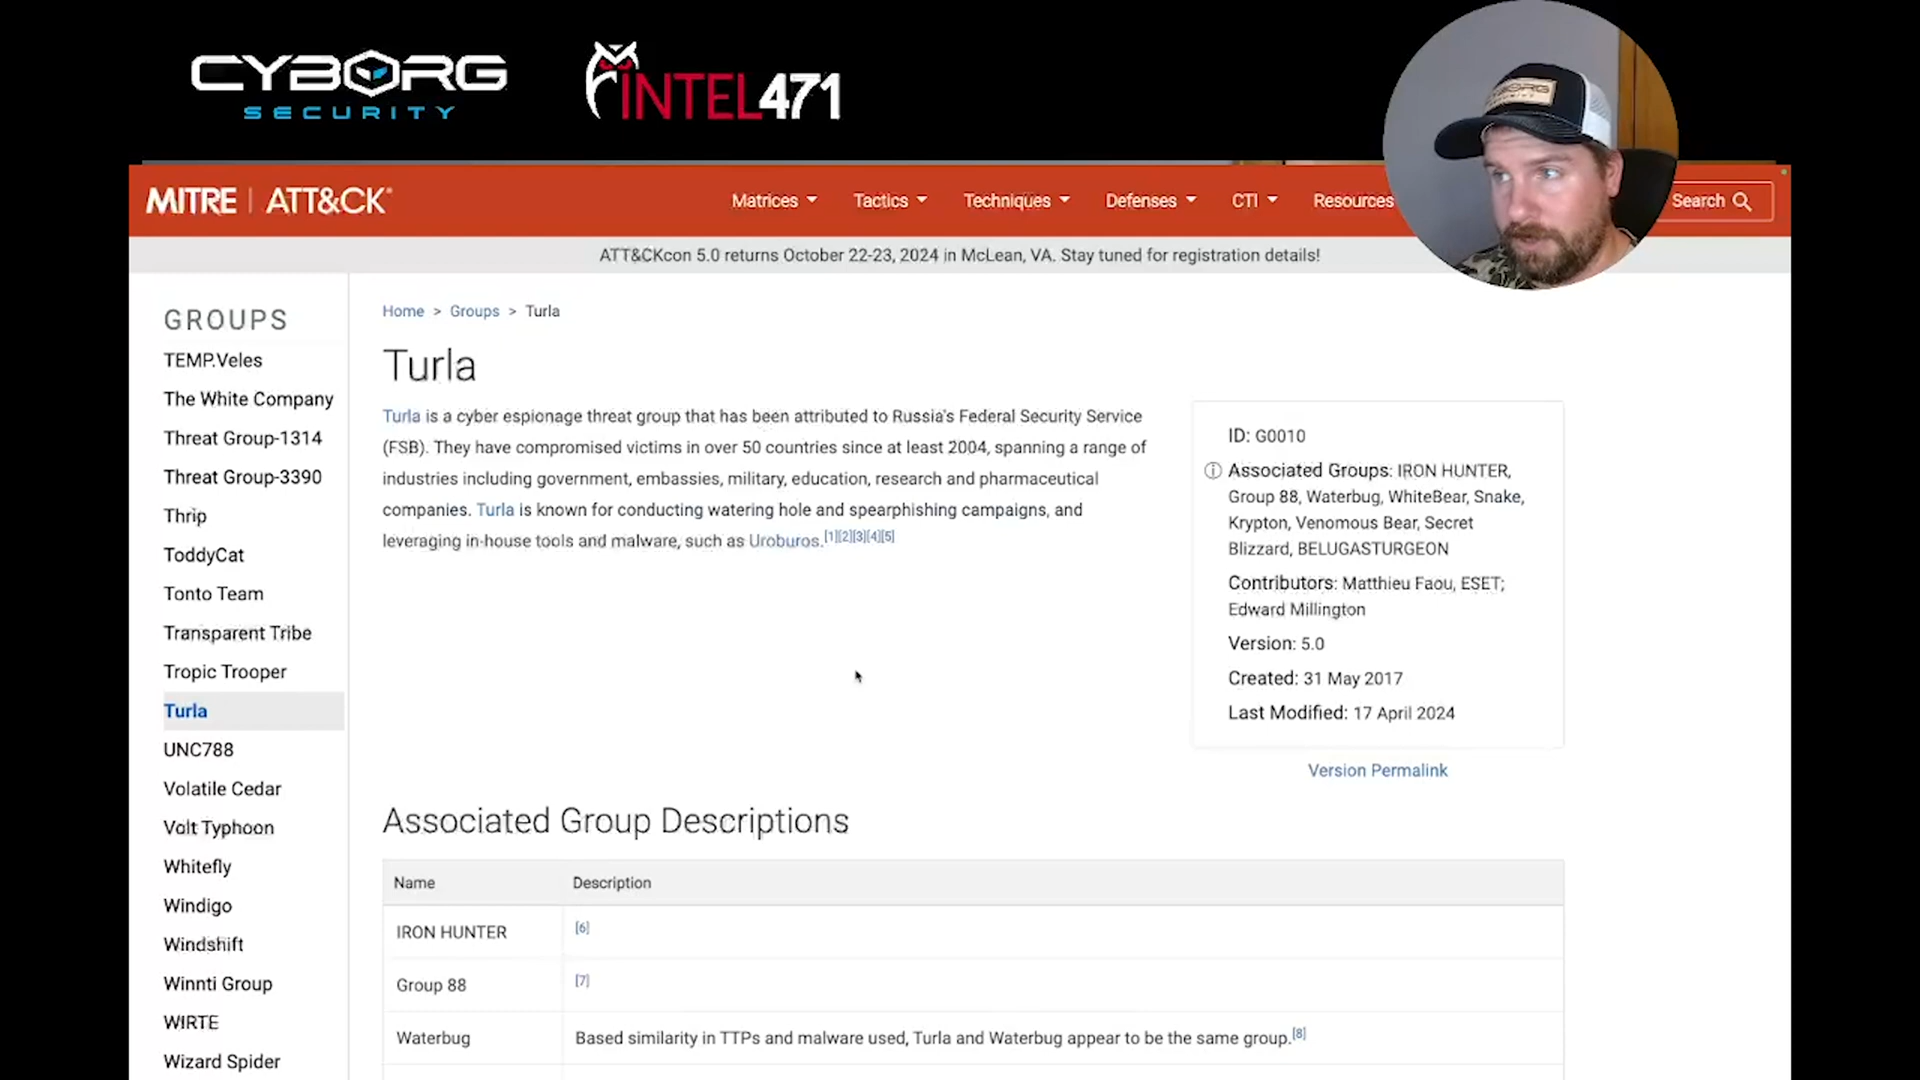 CYBORG
SECURITY
INTEL471
MITRE | ATT&CK®
Matrices Tactics Techniques Defenses CTI Resources Search
ATT&CKcon 5.0 returns October 22-23, 2024 in McLean, VA. Stay tuned for registration details!
GROUPS
TEMP.Veles
The White Company
Threat Group-1314
Threat Group-3390
Thrip
ToddyCat
Tonto Team
Transparent Tribe
Tropic Trooper
Turla
UNC788
Volatile Cedar
Volt Typhoon
Whitefly
Windigo
Windshift
Winnti Group
WIRTE
Wizard Spider
Home > Groups > Turla
Turla
Turla is a cyber espionage threat group that has been attributed to Russia's Federal Security Service
(FSB). They have compromised victims in over 50 countries since at least 2004, spanning a range of
industries including government, embassies, military, education, research and pharmaceutical
companies. Turla is known for conducting watering hole and spearphishing campaigns, and
leveraging in-house tools and malware, such as Uroburos.[1][2][3][4][5]
ID: G0010
Associated Groups: IRON HUNTER,
Group 88, Waterbug, WhiteBear, Snake,
Krypton, Venomous Bear, Secret
Blizzard, BELUGASTURGEON
Contributors: Matthieu Faou, ESET;
Edward Millington
Version: 5.0
Created: 31 May 2017
Last Modified: 17 April 2024
Version Permalink
Associated Group Descriptions
Name Description
IRON HUNTER [6]
Group 88 [7]
Waterbug Based similarity in TTPs and malware used, Turla and Waterbug appear to be the same group.[8]